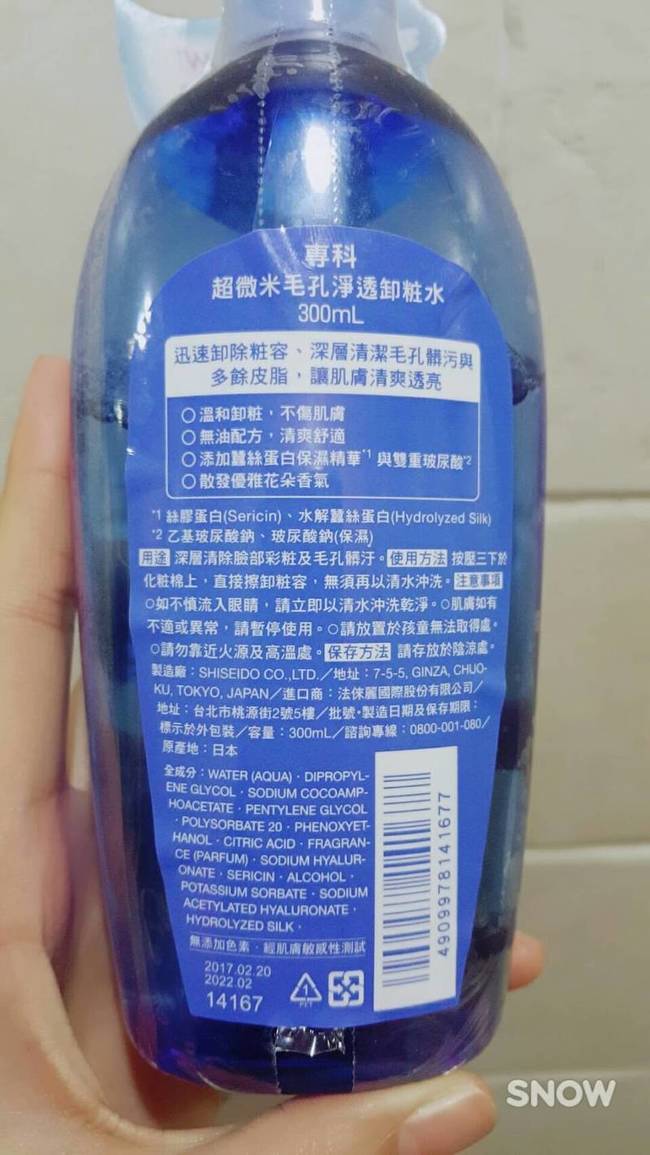 專科
超微米毛孔淨透卸粧水
300mL
迅速卸除粧容、深層清潔毛孔髒污與
多餘皮脂，讓肌膚清爽透亮
○溫和卸粧，不傷肌膚
○無油配方，清爽舒適
○添加蠶絲蛋白保濕精華*1 與雙重玻尿酸*2
○散發優雅花朵香氣
*1 絲膠蛋白(Sericin)、水解蠶絲蛋白(Hydrolyzed Silk)
*2 乙基玻尿酸鈉、玻尿酸鈉(保濕)
用途 深層清除臉部彩粧及毛孔髒汙。使用方法 按壓三下於
化粧棉上，直接擦卸粧容，無須再以清水沖洗。注意事項
○如不慎流入眼睛，請立即以清水沖洗乾淨。○肌膚如有
不適或異常，請暫停使用。○請放置於孩童無法取得處。
○請勿靠近火源及高溫處。保存方法 請存放於陰涼處。
製造廠：SHISEIDO CO.,LTD.／地址：7-5-5, GINZA, CHUO-
KU, TOKYO, JAPAN／進口商：法徠麗國際股份有限公司／
地址：台北市桃源街2號5樓／批號·製造日期及保存期限：
標示於外包裝／容量：300mL／諮詢專線：0800-001-080／
原產地：日本
全成分：WATER (AQUA)·DIPROPYL-
ENE GLYCOL·SODIUM COCOAMP-
HOACETATE·PENTYLENE GLYCOL
·POLYSORBATE 20·PHENOXYET-
HANOL·CITRIC ACID·FRAGRAN-
CE (PARFUM)·SODIUM HYALUR-
ONATE·SERICIN·ALCOHOL·
POTASSIUM SORBATE·SODIUM
ACETYLATED HYALURONATE·
HYDROLYZED SILK·
無添加色素·經肌膚敏感性測試
2017.02.20
2022.02
14167
1
PET
4909978141677
SNOW